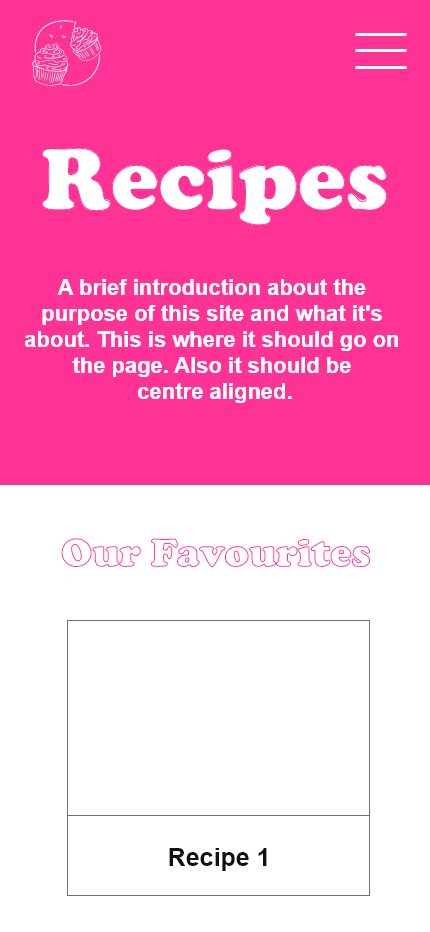 Recipes
A brief introduction about the
purpose of this site and what it's
about. This is where it should go on
the page. Also it should be
centre aligned.
Our Favourites
Recipe 1